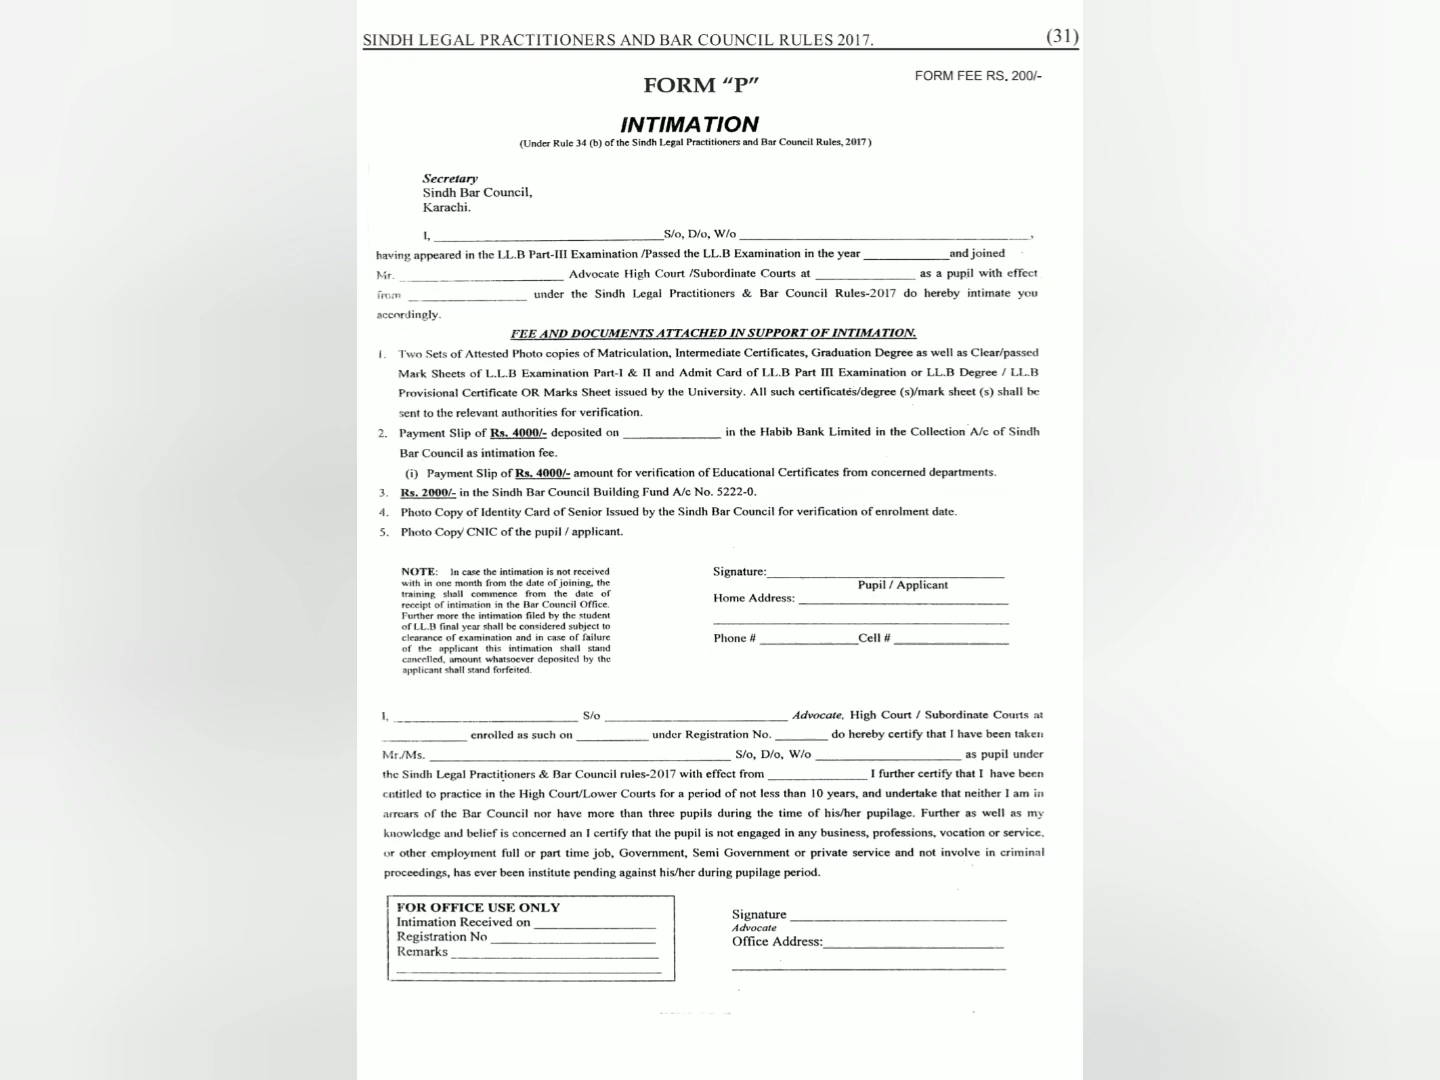 SINDH LEGAL PRACTITIONERS AND BAR COUNCIL RULES 2017. (31)
FORM "P" FORM FEE RS. 200/-
INTIMATION
(Under Rule 34 (b) of the Sindh Legal Practitioners and Bar Council Rules, 2017)
Secretary
Sindh Bar Council,
Karachi.
I, ____________________ S/o, D/o, W/o ____________________,
having appeared in the LL.B Part-III Examination /Passed the LL.B Examination in the year __________ and joined
Mr. ____________________ Advocate High Court /Subordinate Courts at __________ as a pupil with effect
from __________ under the Sindh Legal Practitioners & Bar Council Rules-2017 do hereby intimate you
accordingly.
FEE AND DOCUMENTS ATTACHED IN SUPPORT OF INTIMATION.
1. Two Sets of Attested Photo copies of Matriculation, Intermediate Certificates, Graduation Degree as well as Clear/passed
Mark Sheets of L.L.B Examination Part-I & II and Admit Card of LL.B Part III Examination or LL.B Degree / LL.B
Provisional Certificate OR Marks Sheet issued by the University. All such certificates/degree (s)/mark sheet (s) shall be
sent to the relevant authorities for verification.
2. Payment Slip of Rs. 4000/- deposited on __________ in the Habib Bank Limited in the Collection A/c of Sindh
Bar Council as intimation fee.
(i) Payment Slip of Rs. 4000/- amount for verification of Educational Certificates from concerned departments.
3. Rs. 2000/- in the Sindh Bar Council Building Fund A/c No. 5222-0.
4. Photo Copy of Identity Card of Senior Issued by the Sindh Bar Council for verification of enrolment date.
5. Photo Copy CNIC of the pupil / applicant.
NOTE: In case the intimation is not received
with in one month from the date of joining, the
training shall commence from the date of
receipt of intimation in the Bar Council Office.
Further more the intimation filed by the student
of LL.B final year shall be considered subject to
clearance of examination and in case of failure
of the applicant this intimation shall stand
cancelled, amount whatsoever deposited by the
applicant shall stand forfeited.
Signature: ____________________
Pupil / Applicant
Home Address: ____________________
____________________
Phone # __________ Cell # __________
I, ____________________ S/o ____________________ Advocate, High Court / Subordinate Courts at
__________ enrolled as such on __________ under Registration No. ______ do hereby certify that I have been taken
Mr./Ms. ____________________ S/o, D/o, W/o ____________________ as pupil under
the Sindh Legal Practitioners & Bar Council rules-2017 with effect from __________ I further certify that I have been
entitled to practice in the High Court/Lower Courts for a period of not less than 10 years, and undertake that neither I am in
arrears of the Bar Council nor have more than three pupils during the time of his/her pupilage. Further as well as my
knowledge and belief is concerned an I certify that the pupil is not engaged in any business, professions, vocation or service,
or other employment full or part time job, Government, Semi Government or private service and not involve in criminal
proceedings, has ever been institute pending against his/her during pupilage period.
FOR OFFICE USE ONLY
Intimation Received on __________
Registration No __________
Remarks __________
____________________
Signature ____________________
Advocate
Office Address: ____________________
____________________